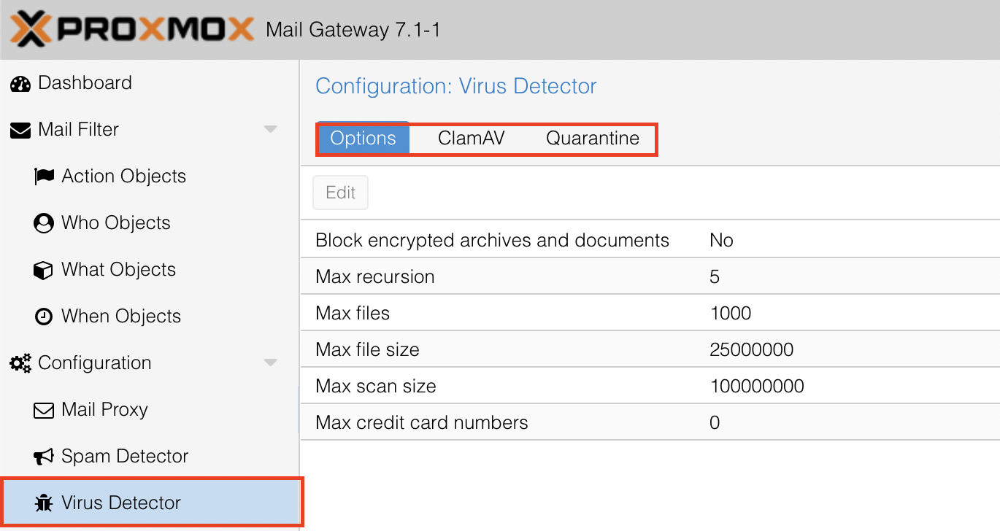 PROXMOX Mail Gateway 7.1-1
Dashboard
Mail Filter
Action Objects
Who Objects
What Objects
When Objects
Configuration
Mail Proxy
Spam Detector
Virus Detector
Configuration: Virus Detector
Options ClamAV Quarantine
Edit
Block encrypted archives and documents No
Max recursion 5
Max files 1000
Max file size 25000000
Max scan size 100000000
Max credit card numbers 0